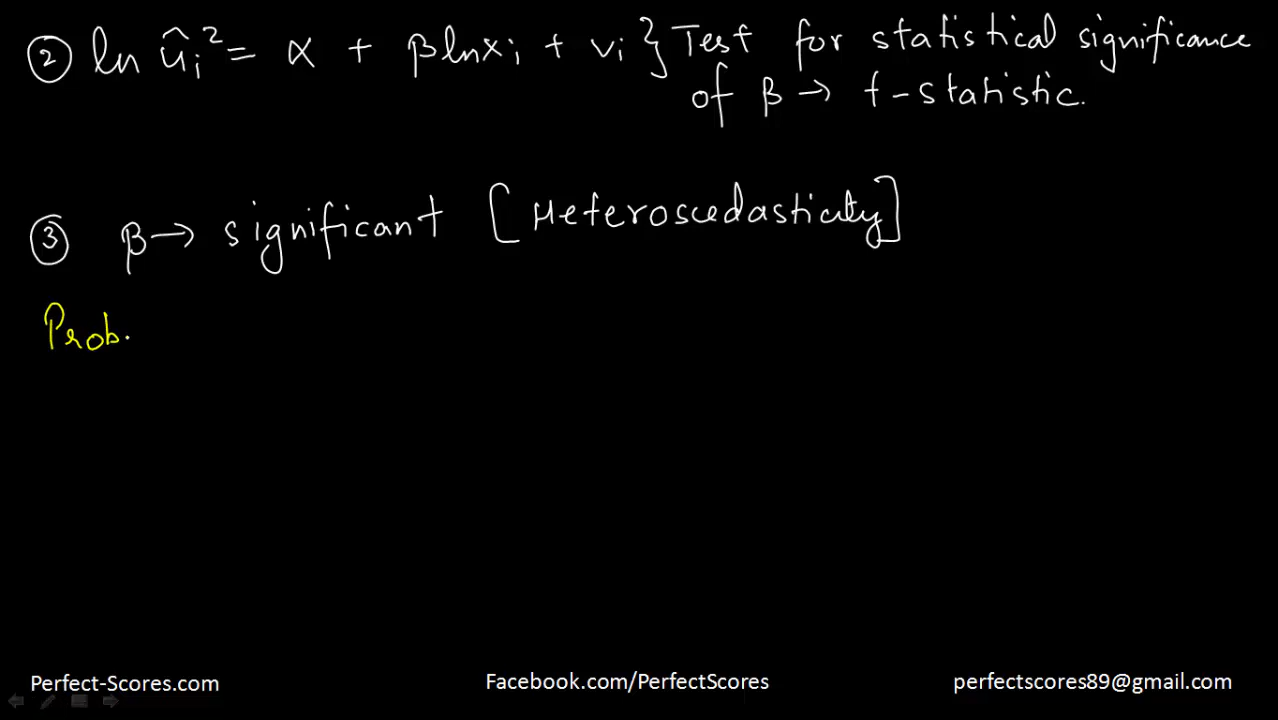 ② ln û_i² = α + β ln x_i + v_i } Test for statistical significance
of β → t-statistic.
③ β → significant [Heteroscedasticity]
Prob.
Perfect-Scores.com
Facebook.com/PerfectScores
perfectscores89@gmail.com